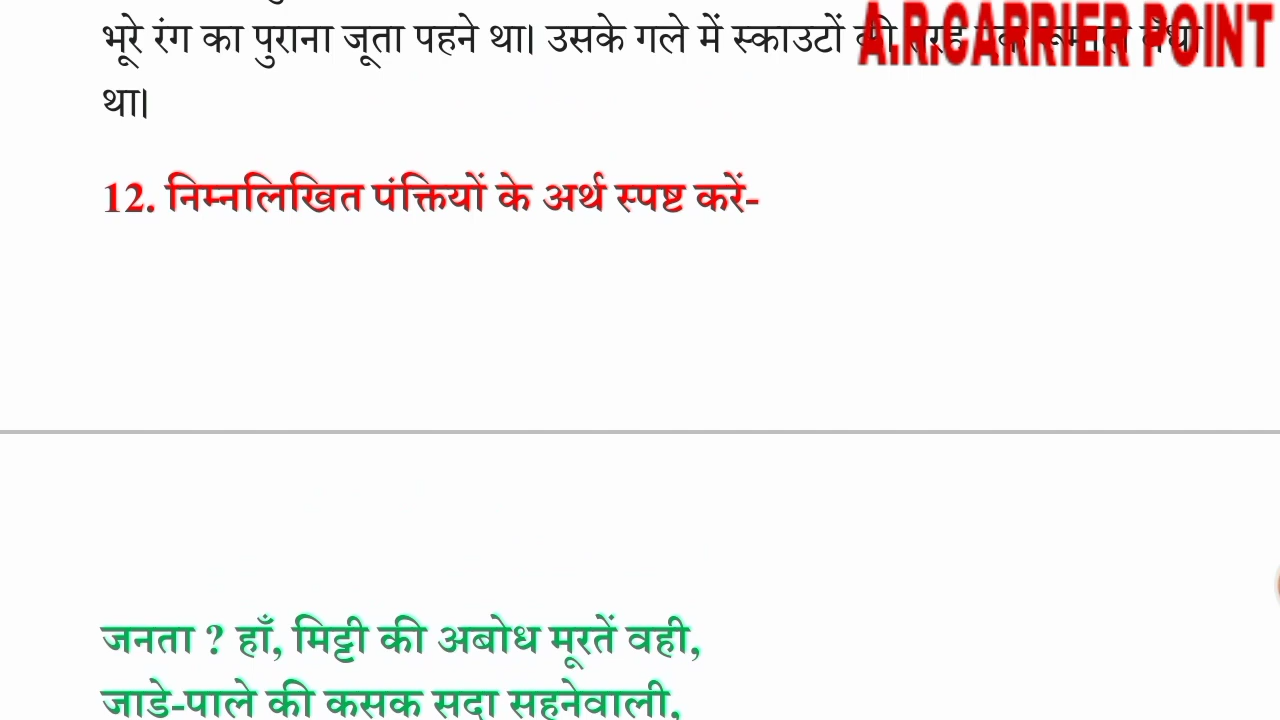 भूरे रंग का पुराना जूता पहने था। उसके गले में स्काउटों
A.R.CARRIER POINT
था।
12. निम्नलिखित पंक्तियों के अर्थ स्पष्ट करें-
जनता ? हाँ, मिट्टी की अबोध मूरतें वही,
जाडे-पाले की कसक सदा सहनेवाली,